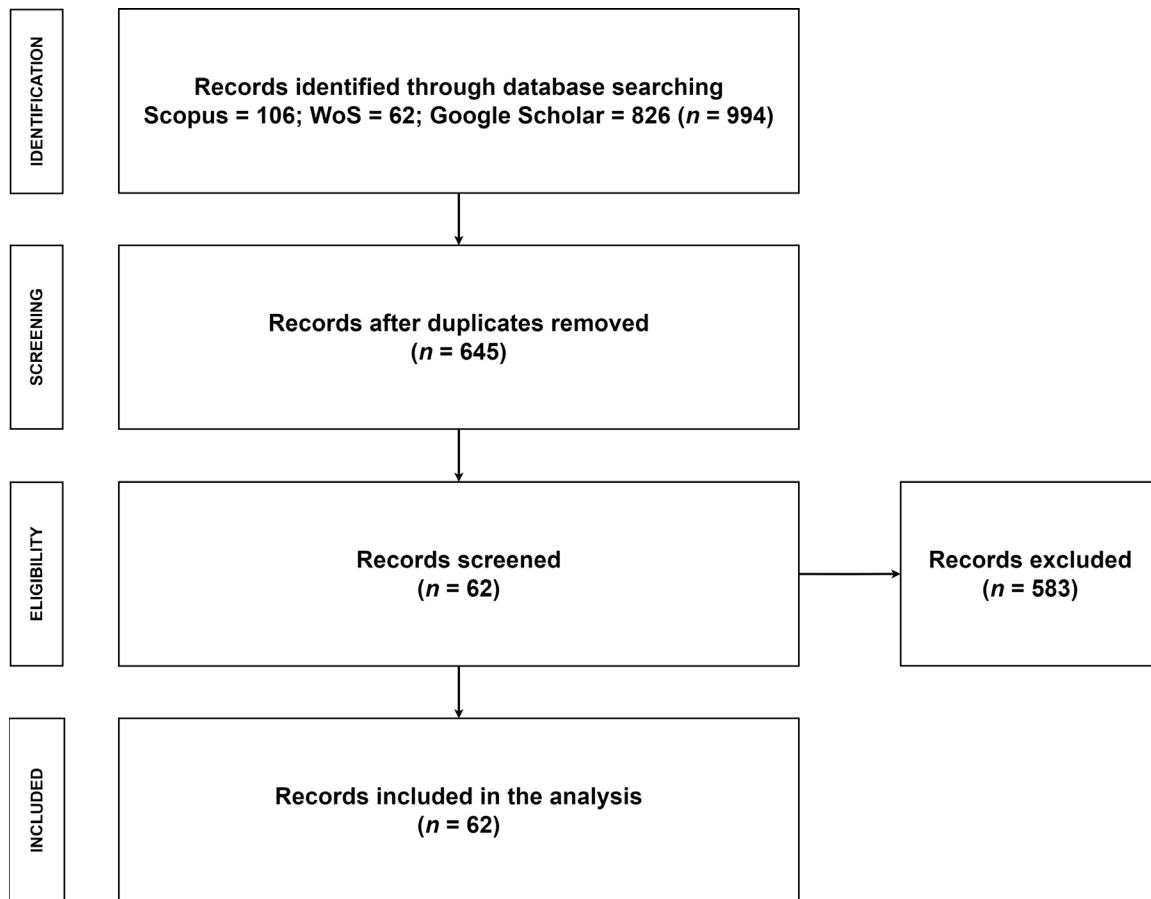 IDENTIFICATION
Records identified through database searching
Scopus = 106; WoS = 62; Google Scholar = 826 (n = 994)
SCREENING
Records after duplicates removed
(n = 645)
ELIGIBILITY
Records screened
(n = 62)
Records excluded
(n = 583)
INCLUDED
Records included in the analysis
(n = 62)